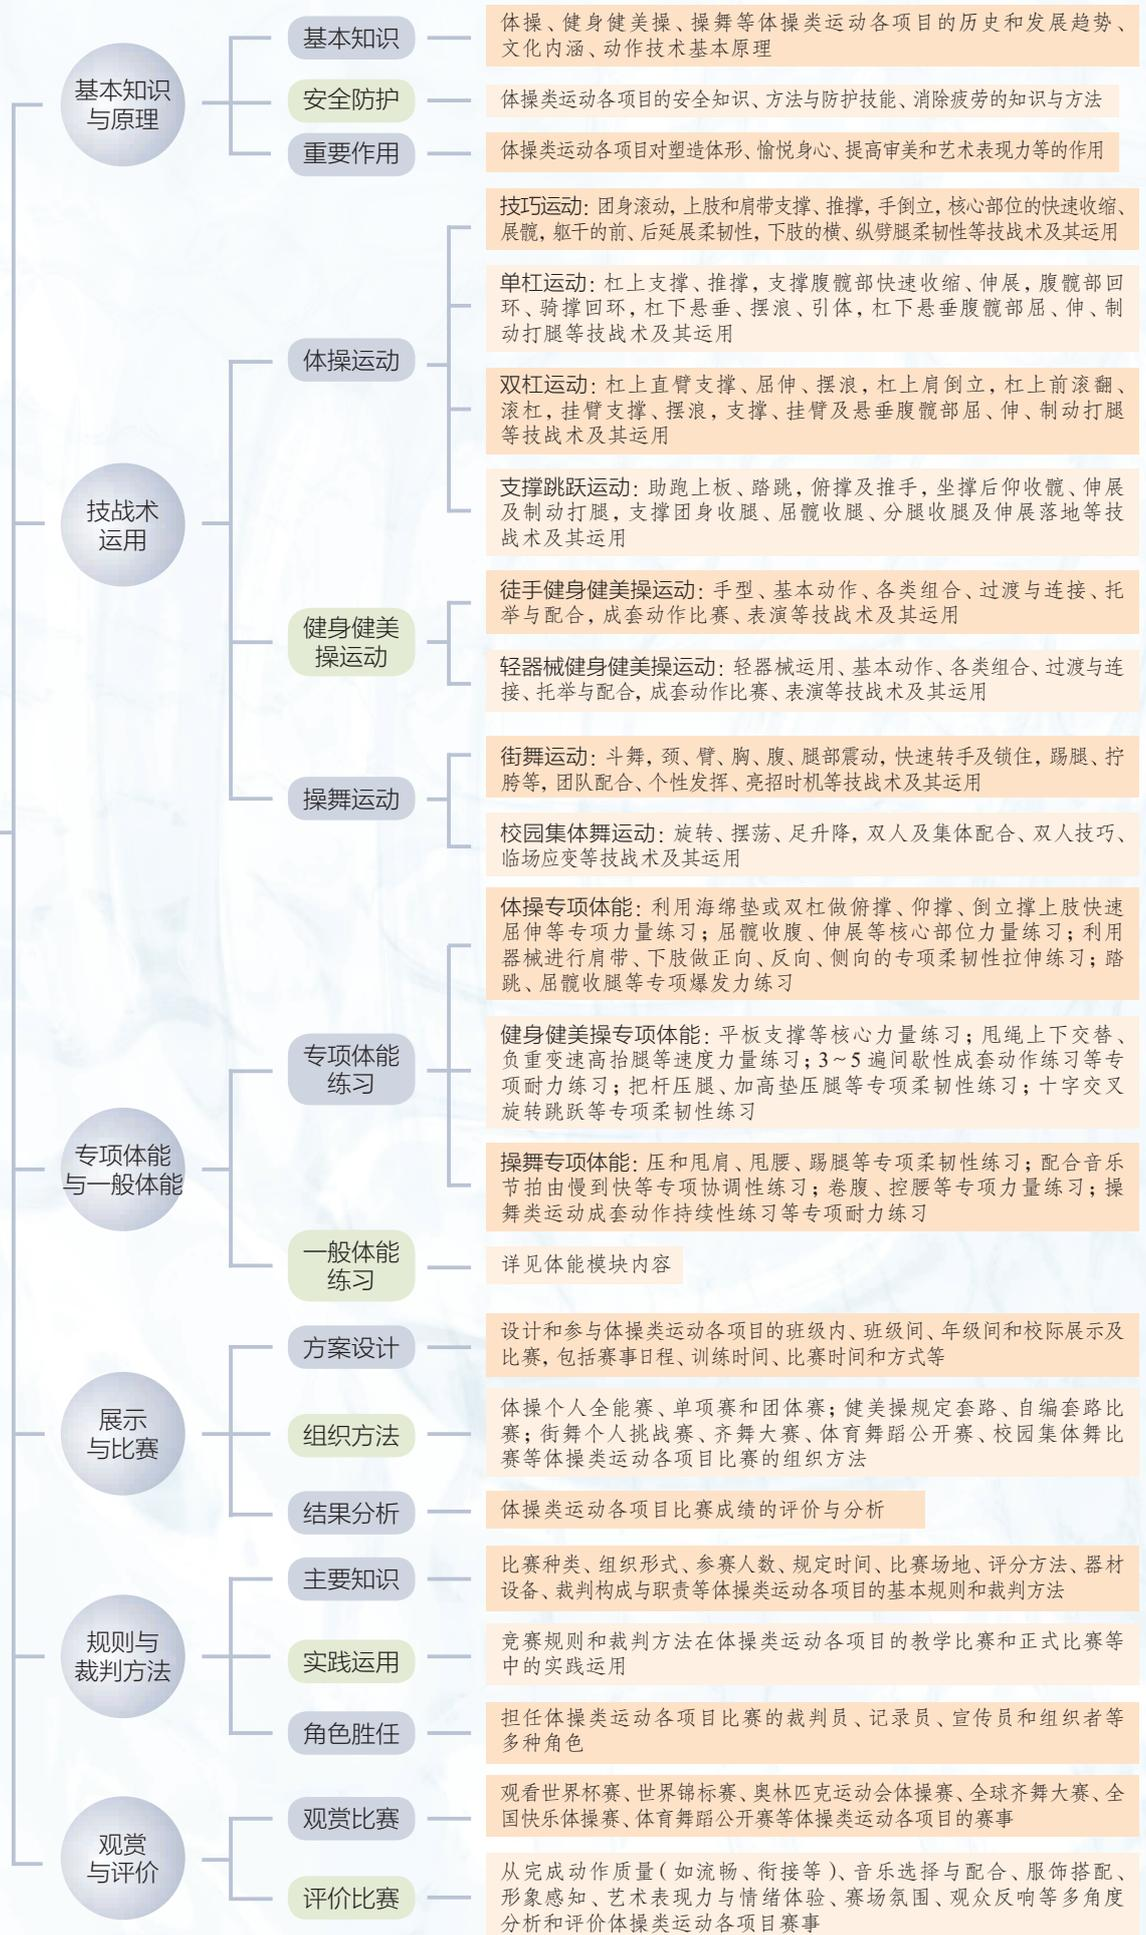 基本知识
与原理
基本知识
体操、健身健美操、操舞等体操类运动各项目的历史和发展趋势、
文化内涵、动作技术基本原理
安全防护
体操类运动各项目的安全知识、方法与防护技能、消除疲劳的知识与方法
重要作用
体操类运动各项目对塑造体形、愉悦身心、提高审美和艺术表现力等的作用
技战术
运用
体操运动
技巧运动：团身滚动，上肢和肩带支撑、推撑，手倒立，核心部位的快速收缩、
展髋，躯干的前、后延展柔韧性，下肢的横、纵劈腿柔韧性等技战术及其运用
单杠运动：杠上支撑、推撑，支撑腹髋部快速收缩、伸展，腹髋部回
环、骑撑回环，杠下悬垂、摆浪、引体，杠下悬垂腹髋部屈、伸、制
动打腿等技战术及其运用
双杠运动：杠上直臂支撑、屈伸、摆浪，杠上肩倒立，杠上前滚翻、
滚杠，挂臂支撑、摆浪，支撑、挂臂及悬垂腹髋部屈、伸、制动打腿
等技战术及其运用
支撑跳跃运动：助跑上板、踏跳，俯撑及推手，坐撑后仰收髋、伸展
及制动打腿，支撑团身收腿、屈髋收腿、分腿收腿及伸展落地等技
战术及其运用
健身健美
操运动
徒手健身健美操运动：手型、基本动作、各类组合、过渡与连接、托
举与配合，成套动作比赛、表演等技战术及其运用
轻器械健身健美操运动：轻器械运用、基本动作、各类组合、过渡与连
接、托举与配合，成套动作比赛、表演等技战术及其运用
操舞运动
街舞运动：斗舞，颈、臂、胸、腹、腿部震动，快速转手及锁住，踢腿、拧
胯等，团队配合、个性发挥、亮招时机等技战术及其运用
校园集体舞运动：旋转、摆荡、足升降，双人及集体配合、双人技巧、
临场应变等技战术及其运用
专项体能
与一般体能
专项体能
练习
体操专项体能：利用海绵垫或双杠做俯撑、仰撑、倒立撑上肢快速
屈伸等专项力量练习；屈髋收腹、伸展等核心部位力量练习；利用
器械进行肩带、下肢做正向、反向、侧向的专项柔韧性拉伸练习；踏
跳、屈髋收腿等专项爆发力练习
健身健美操专项体能：平板支撑等核心力量练习；甩绳上下交替、
负重变速高抬腿等速度力量练习；3～5 遍间歇性成套动作练习等专
项耐力练习；把杆压腿、加高垫压腿等专项柔韧性练习；十字交叉
旋转跳跃等专项柔韧性练习
操舞专项体能：压和甩肩、甩腰、踢腿等专项柔韧性练习；配合音乐
节拍由慢到快等专项协调性练习；卷腹、控腰等专项力量练习；操
舞类运动成套动作持续性练习等专项耐力练习
一般体能
练习
详见体能模块内容
展示
与比赛
方案设计
设计和参与体操类运动各项目的班级内、班级间、年级间和校际展示及
比赛，包括赛事日程、训练时间、比赛时间和方式等
组织方法
体操个人全能赛、单项赛和团体赛；健美操规定套路、自编套路比
赛；街舞个人挑战赛、齐舞大赛、体育舞蹈公开赛、校园集体舞比
赛等体操类运动各项目比赛的组织方法
结果分析
体操类运动各项目比赛成绩的评价与分析
规则与
裁判方法
主要知识
比赛种类、组织形式、参赛人数、规定时间、比赛场地、评分方法、器材
设备、裁判构成与职责等体操类运动各项目的基本规则和裁判方法
实践运用
竞赛规则和裁判方法在体操类运动各项目的教学比赛和正式比赛等
中的实践运用
角色胜任
担任体操类运动各项目比赛的裁判员、记录员、宣传员和组织者等
多种角色
观赏
与评价
观赏比赛
观看世界杯赛、世界锦标赛、奥林匹克运动会体操赛、全球齐舞大赛、全
国快乐体操赛、体育舞蹈公开赛等体操类运动各项目的赛事
评价比赛
从完成动作质量（如流畅、衔接等）、音乐选择与配合、服饰搭配、
形象感知、艺术表现力与情绪体验、赛场氛围、观众反响等多角度
分析和评价体操类运动各项目赛事